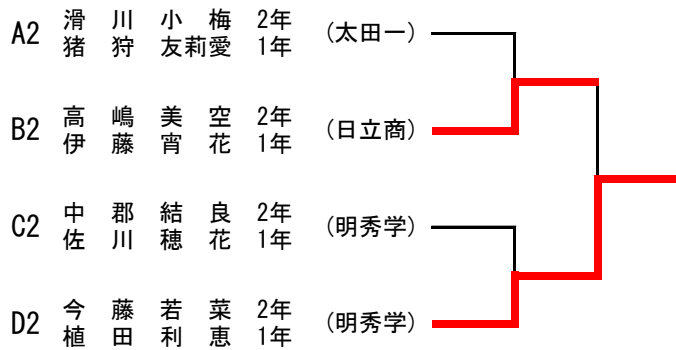 A2 滑川小梅 2年 (太田一)
猪狩友莉愛 1年
B2 高嶋美空 2年 (日立商)
伊藤宵花 1年
C2 中郡結良 2年 (明秀学)
佐川穂花 1年
D2 今藤若菜 2年 (明秀学)
植田利恵 1年